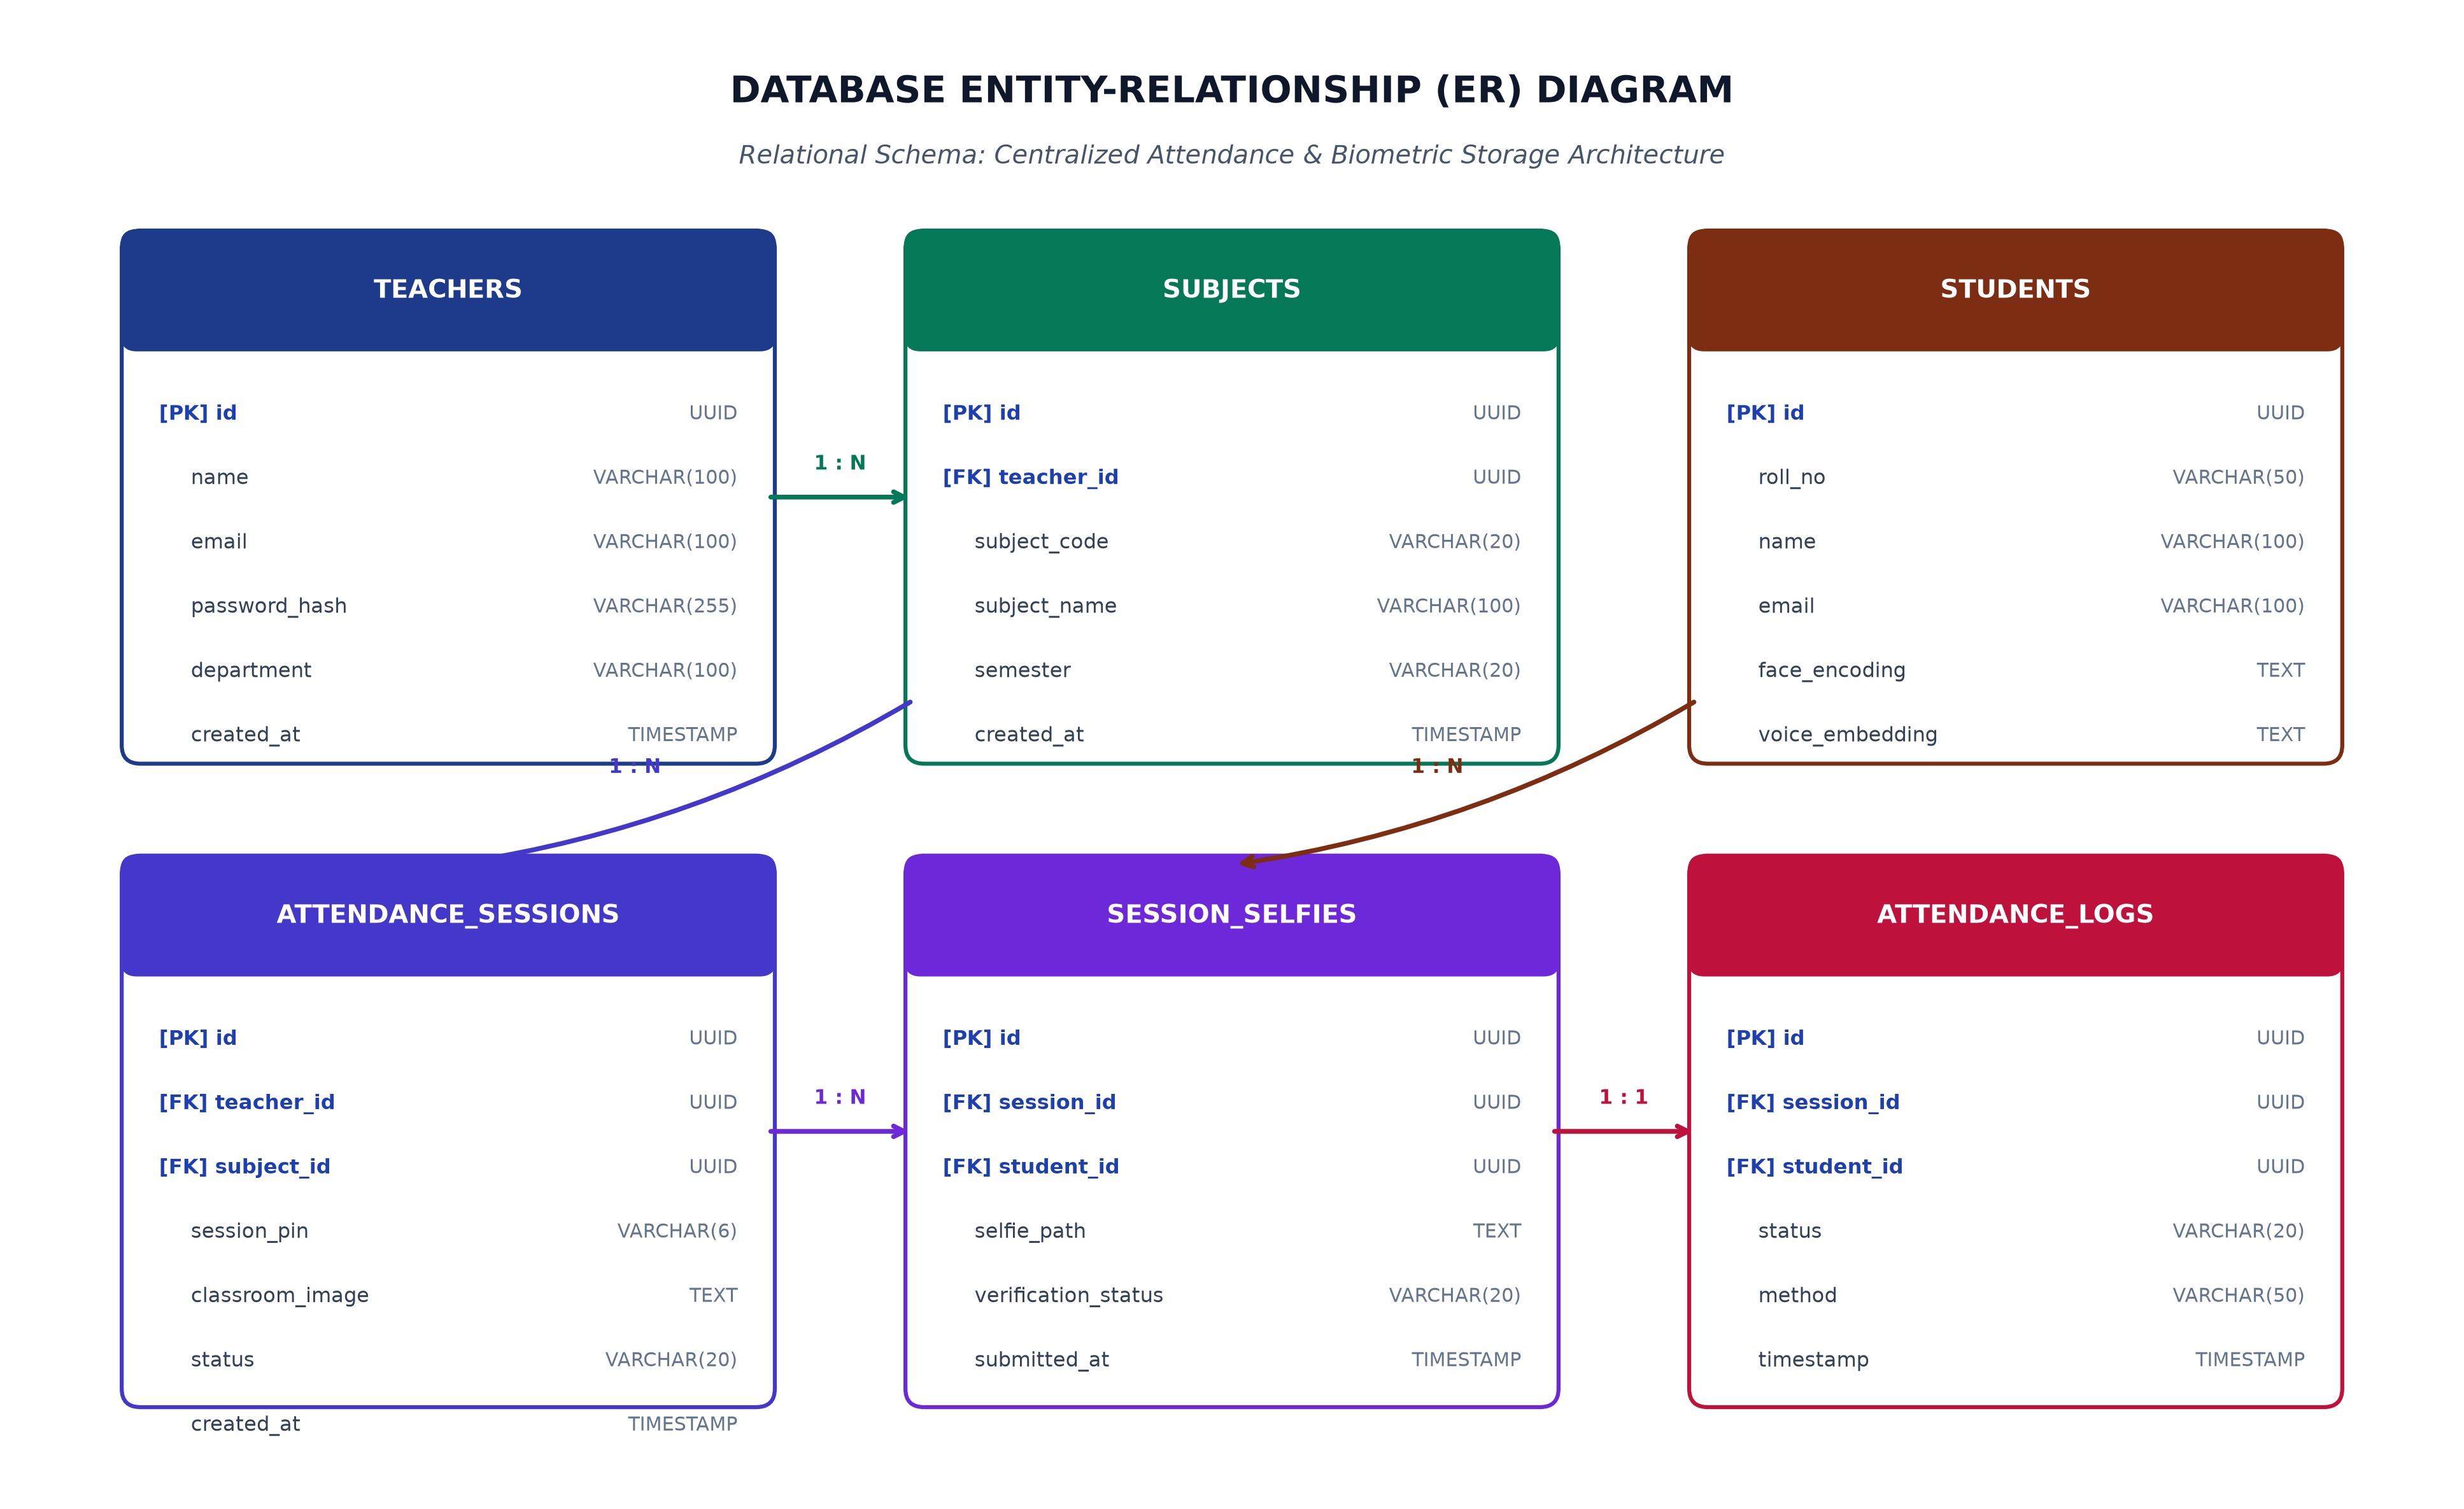 DATABASE ENTITY-RELATIONSHIP (ER) DIAGRAM
Relational Schema: Centralized Attendance & Biometric Storage Architecture
TEACHERS
[PK] id UUID
name VARCHAR(100)
email VARCHAR(100)
password_hash VARCHAR(255)
department VARCHAR(100)
created_at TIMESTAMP
1 : N
SUBJECTS
[PK] id UUID
[FK] teacher_id UUID
subject_code VARCHAR(20)
subject_name VARCHAR(100)
semester VARCHAR(20)
created_at TIMESTAMP
STUDENTS
[PK] id UUID
roll_no VARCHAR(50)
name VARCHAR(100)
email VARCHAR(100)
face_encoding TEXT
voice_embedding TEXT
1 : N
1 : N
ATTENDANCE_SESSIONS
[PK] id UUID
[FK] teacher_id UUID
[FK] subject_id UUID
session_pin VARCHAR(6)
classroom_image TEXT
status VARCHAR(20)
created_at TIMESTAMP
1 : N
SESSION_SELFIES
[PK] id UUID
[FK] session_id UUID
[FK] student_id UUID
selfie_path TEXT
verification_status VARCHAR(20)
submitted_at TIMESTAMP
1 : 1
ATTENDANCE_LOGS
[PK] id UUID
[FK] session_id UUID
[FK] student_id UUID
status VARCHAR(20)
method VARCHAR(50)
timestamp TIMESTAMP